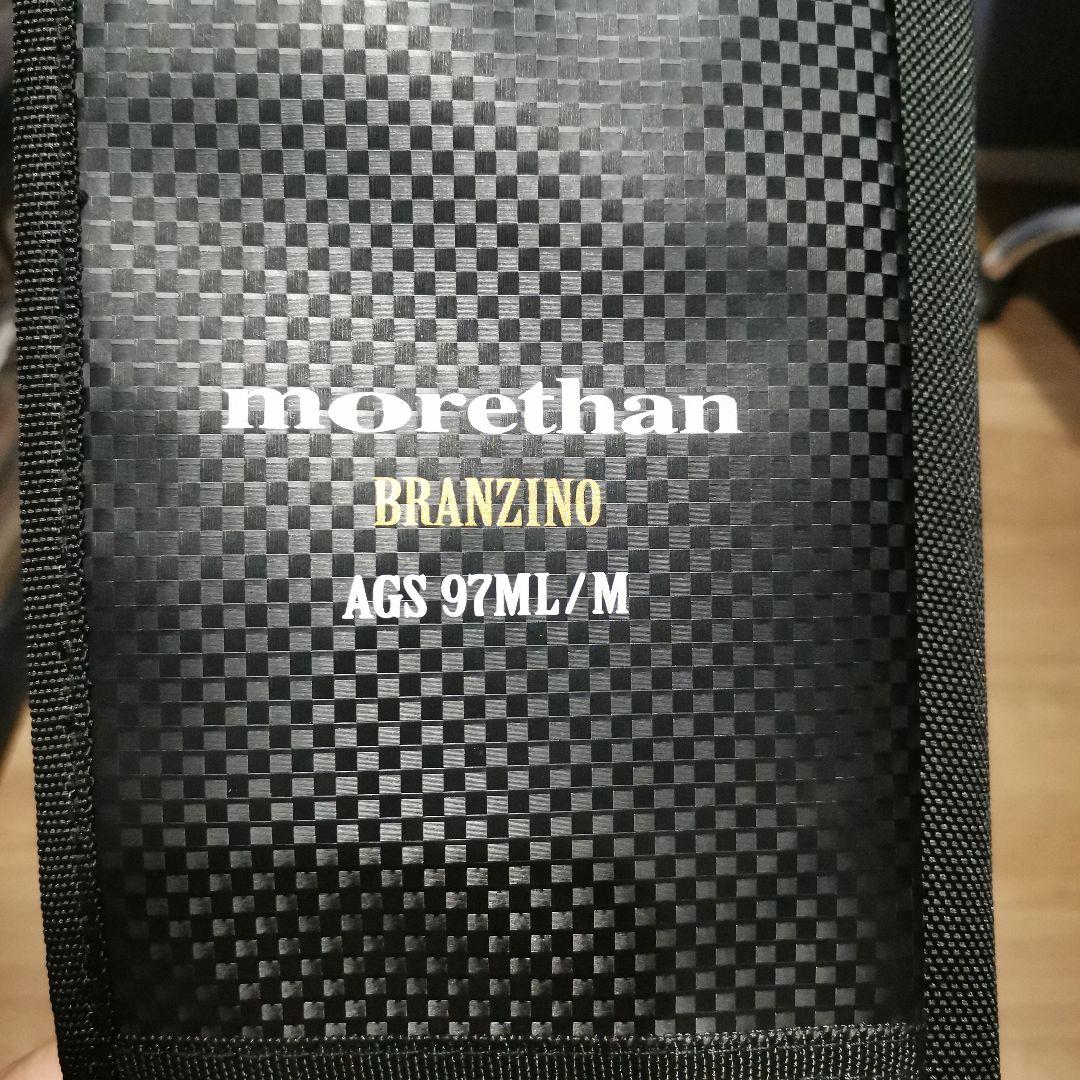 morethan
BRANZINO
AGS 97ML/M